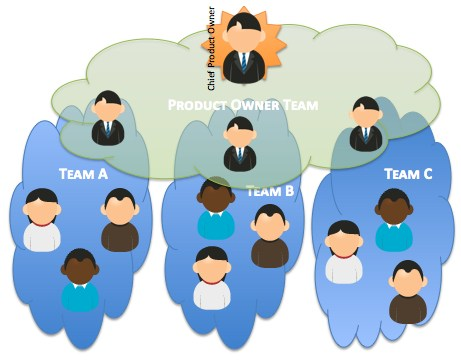 Chief Product Owner
PRODUCT OWNER TEAM
TEAM A
TEAM B
TEAM C